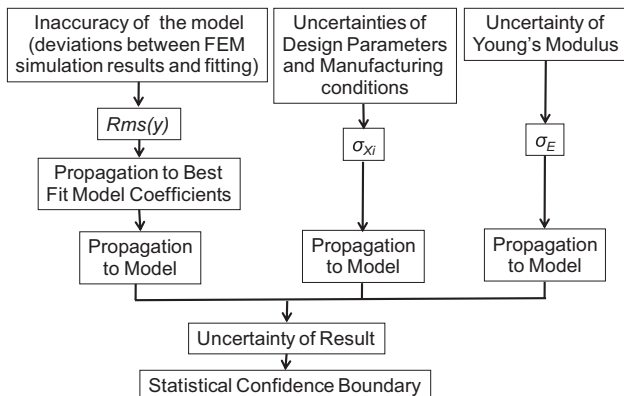 Inaccuracy of the model
(deviations between FEM
simulation results and fitting)
Uncertainties of
Design Parameters
and Manufacturing
conditions
Uncertainty of
Young's Modulus
Rms(y)
σXi
σE
Propagation to Best
Fit Model Coefficients
Propagation
to Model
Propagation
to Model
Propagation
to Model
Uncertainty of Result
Statistical Confidence Boundary